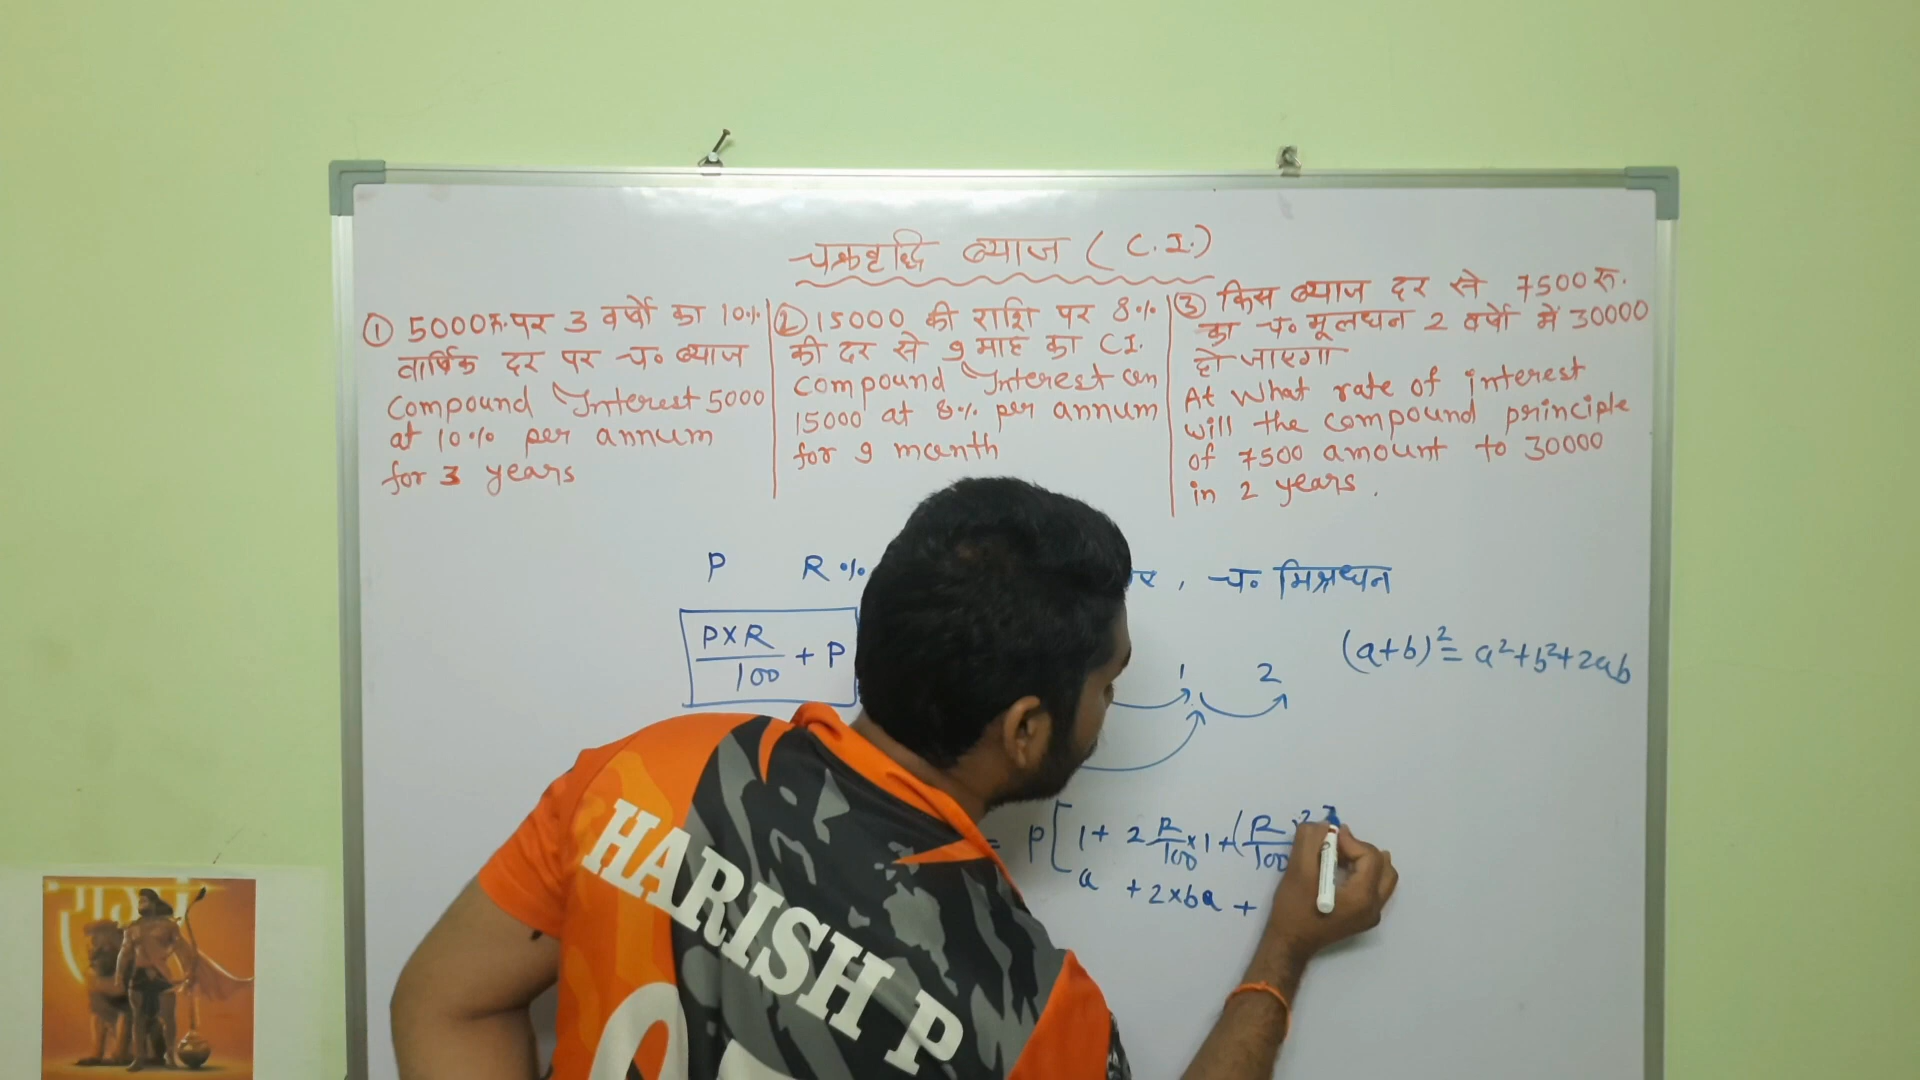 चक्रवृद्धि ब्याज ( C.I.)
① 5000रु. पर 3 वर्षों का 10%
वार्षिक दर पर च० ब्याज
Compound Interest 5000
at 10% per annum
for 3 years
② 15000 की राशि पर 8%
की दर से 9 माह का C.I.
Compound Interest on
15000 at 8% per annum
for 9 month
③ किस ब्याज दर से 7500 रु.
का च० मूलधन 2 वर्षों में 30000
हो जाएगा
At What rate of interest
will the compound principle
of 7500 amount to 30000
in 2 years.
P R% , च० मिश्रधन
P×R/100 + P
(a+b)² = a²+b²+2ab
1 2
= P[1+ 2 R/100 ×1 + (R/100)²]
a + 2×ba +
HARISH P